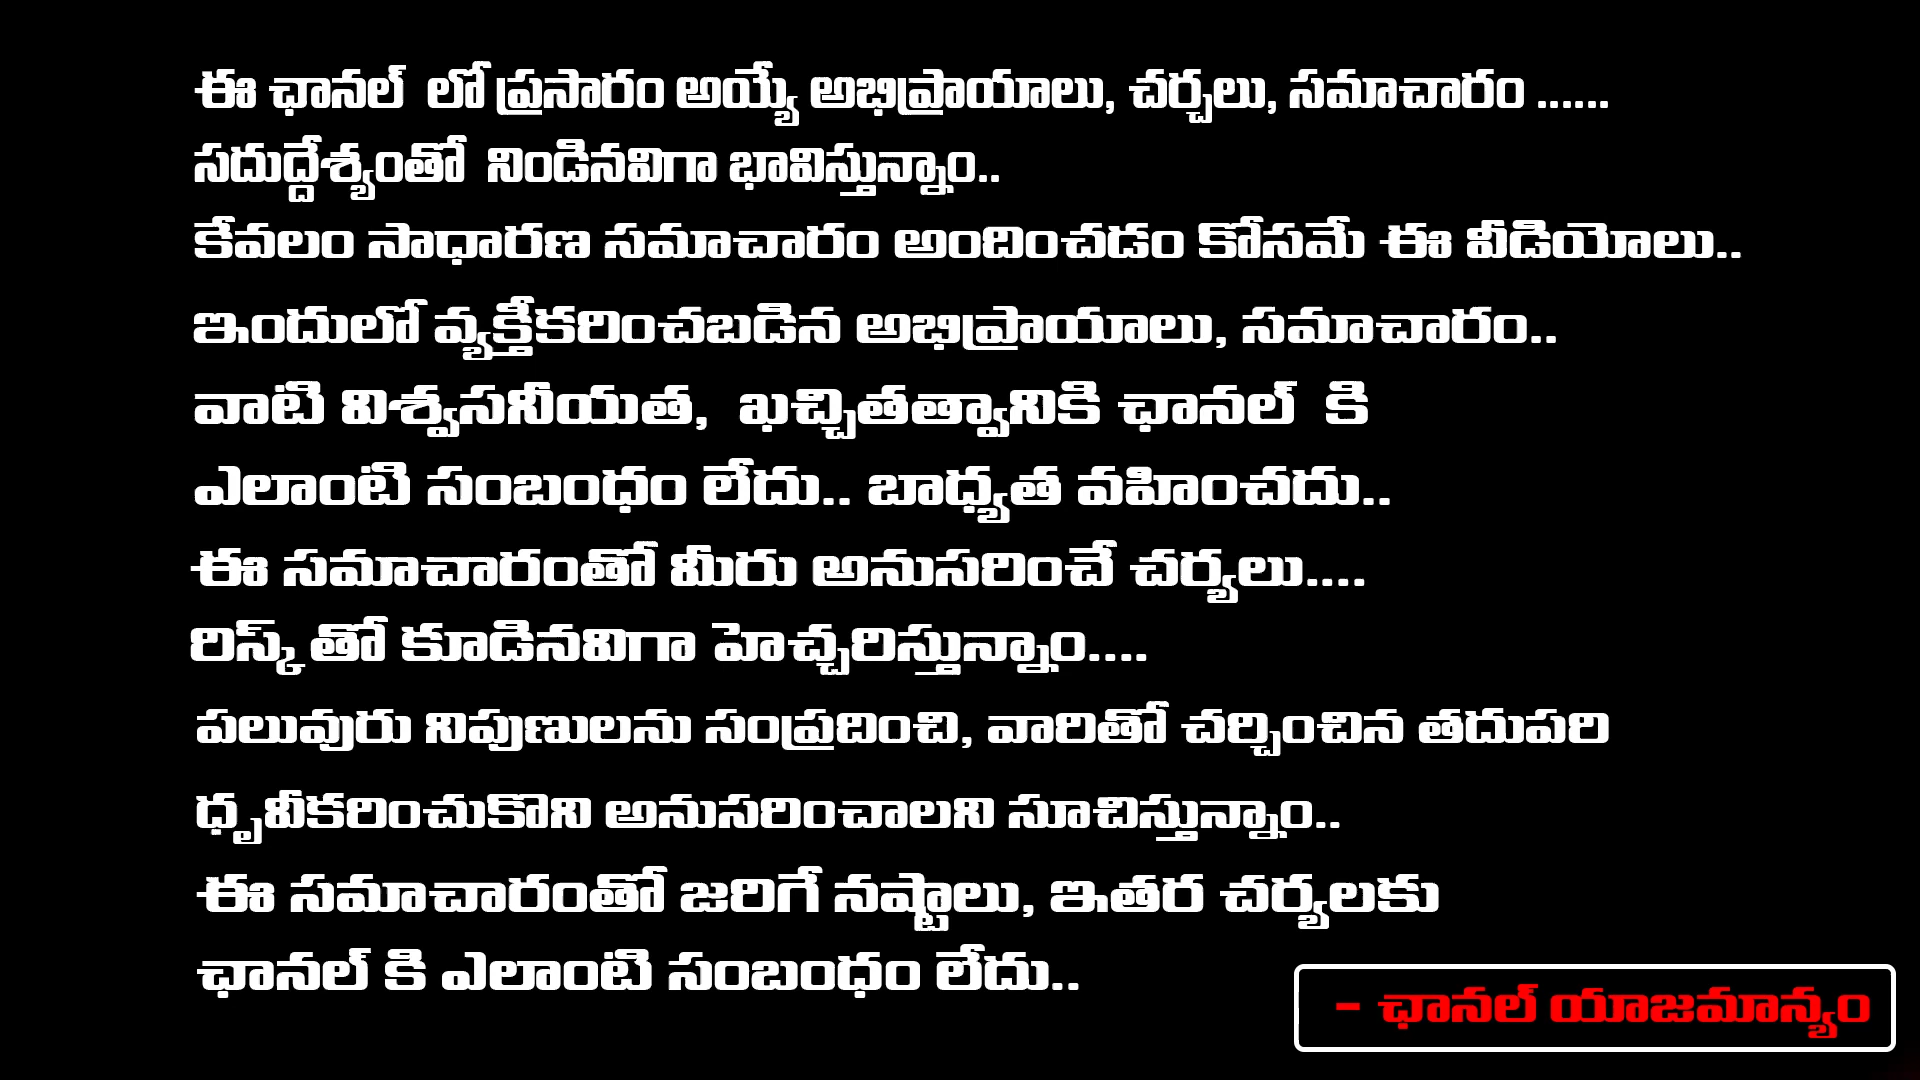 ఈ ఛానల్ లో ప్రసారం అయ్యే అభిప్రాయాలు, చర్చలు, సమాచారం ......
సదుద్దేశ్యంతో నిండినవిగా భావిస్తున్నాం..
కేవలం సాధారణ సమాచారం అందించడం కోసమే ఈ వీడియోలు..
ఇందులో వ్యక్తీకరించబడిన అభిప్రాయాలు, సమాచారం..
వాటి విశ్వసనీయత, ఖచ్చితత్వానికి ఛానల్ కి
ఎలాంటి సంబంధం లేదు.. బాధ్యత వహించదు..
ఈ సమాచారంతో మీరు అనుసరించే చర్యలు....
రిస్క్ తో కూడినవిగా హెచ్చరిస్తున్నాం....
పలువురు నిపుణులను సంప్రదించి, వారితో చర్చించిన తదుపరి
ధృవీకరించుకొని అనుసరించాలని సూచిస్తున్నాం..
ఈ సమాచారంతో జరిగే నష్టాలు, ఇతర చర్యలకు
ఛానల్ కి ఎలాంటి సంబంధం లేదు..
- ఛానల్ యాజమాన్యం